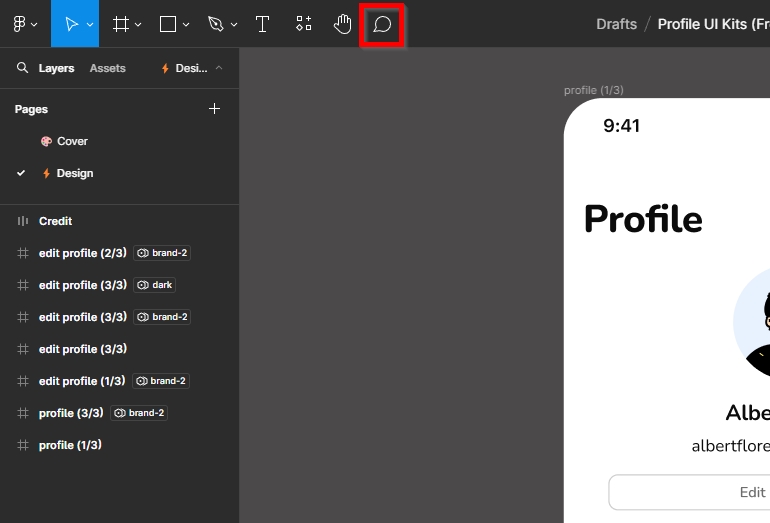 Drafts / Profile UI Kits (Fr
Layers Assets Desi...
Pages
Cover
Design
Credit
edit profile (2/3) brand-2
edit profile (3/3) dark
edit profile (3/3) brand-2
edit profile (3/3)
edit profile (1/3) brand-2
profile (3/3) brand-2
profile (1/3)
profile (1/3)
9:41
Profile
Albe
albertflore
Edit